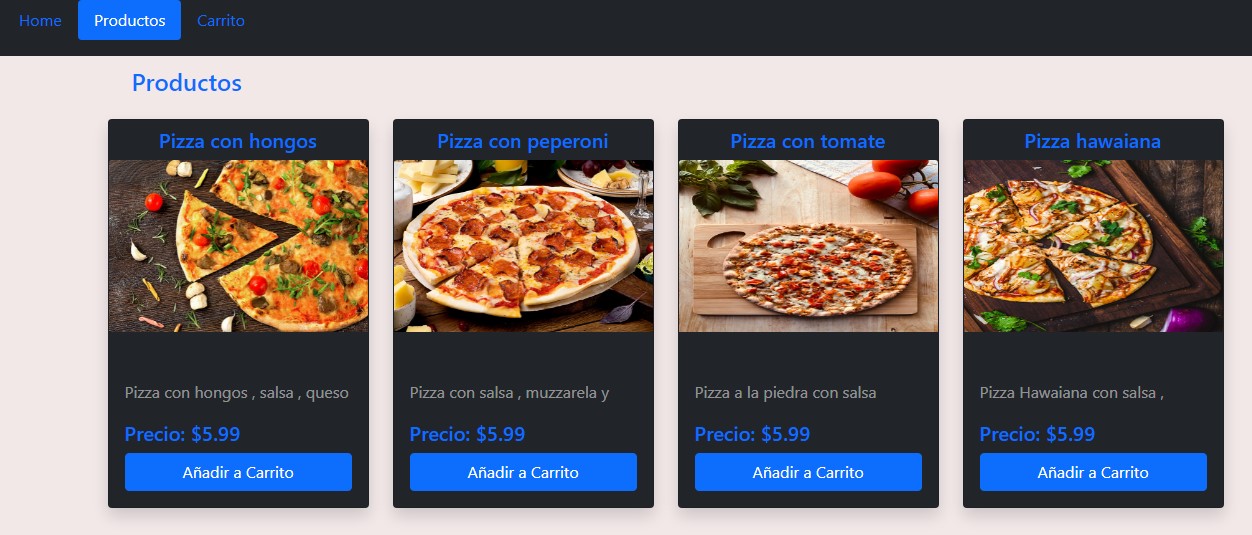 Home Productos Carrito
Productos
Pizza con hongos
Pizza con hongos , salsa , queso
Precio: $5.99
Añadir a Carrito
Pizza con peperoni
Pizza con salsa , muzzarela y
Precio: $5.99
Añadir a Carrito
Pizza con tomate
Pizza a la piedra con salsa
Precio: $5.99
Añadir a Carrito
Pizza hawaiana
Pizza Hawaiana con salsa ,
Precio: $5.99
Añadir a Carrito